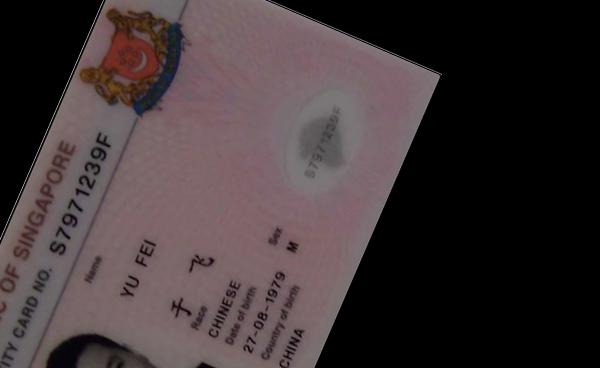 C OF SINGAPORE
ITY CARD NO. S7971239F
S7971239F
Name
YU FEI
于 飞
Race
CHINESE
Date of birth
Sex
27-08-1979
M
Country of birth
CHINA